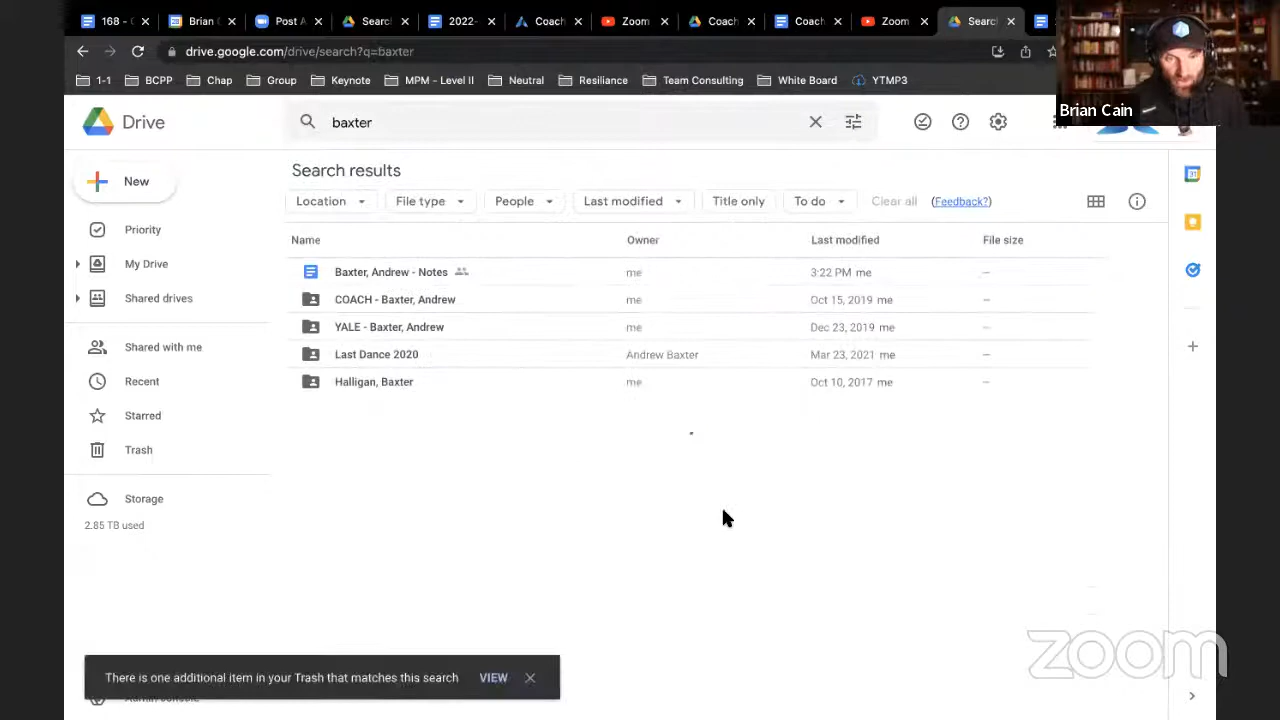 168 - C
Brian C
Post A
Searcl
2022-
Coach
Zoom
Coach
Coach
Zoom
Searcl
drive.google.com/drive/search?q=baxter
1-1 BCPP Chap Group Keynote MPM - Level II Neutral Resiliance Team Consulting White Board YTMP3
Brian Cain
Drive
baxter
New
Search results
Location File type People Last modified Title only To do Clear all (Feedback?)
Name Owner Last modified File size
Baxter, Andrew - Notes me 3:22 PM me –
COACH - Baxter, Andrew me Oct 15, 2019 me –
YALE - Baxter, Andrew me Dec 23, 2019 me –
Last Dance 2020 Andrew Baxter Mar 23, 2021 me –
Halligan, Baxter me Oct 10, 2017 me –
Priority
My Drive
Shared drives
Shared with me
Recent
Starred
Trash
Storage
2.85 TB used
There is one additional item in your Trash that matches this search VIEW
zoom